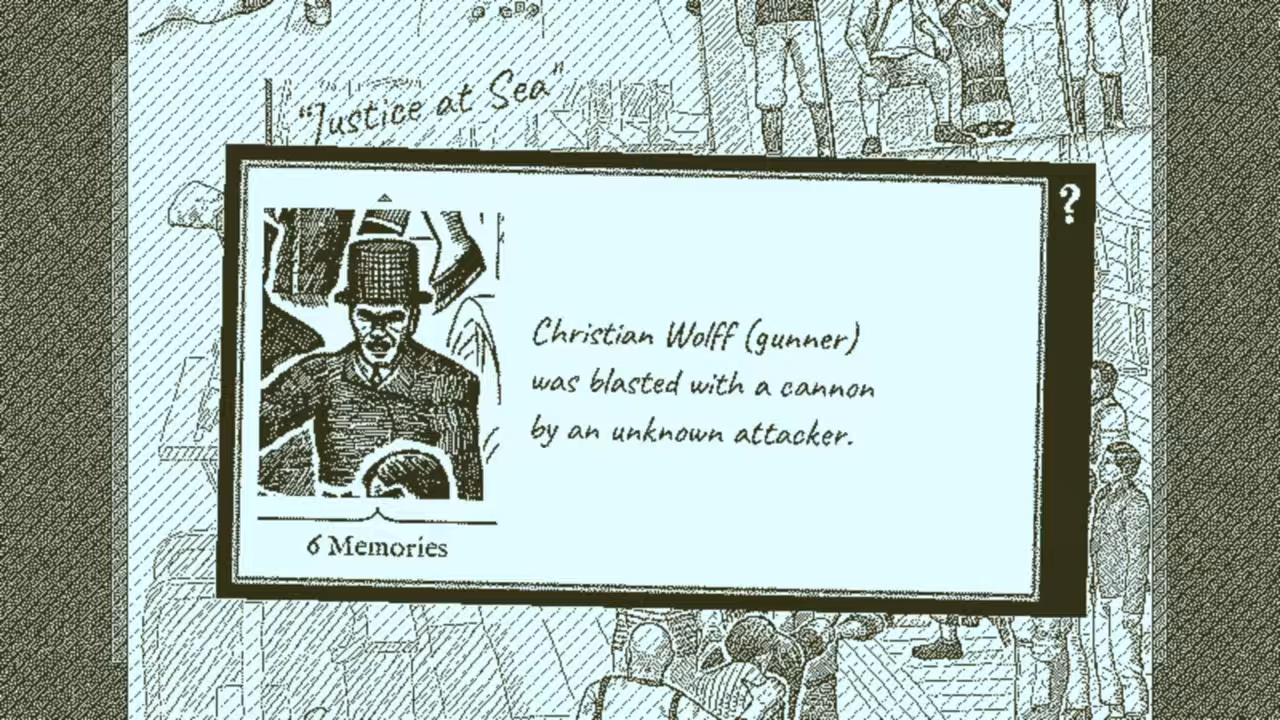 "Justice at Sea"
?
Christian Wolff (gunner)
was blasted with a cannon
by an unknown attacker.
6 Memories